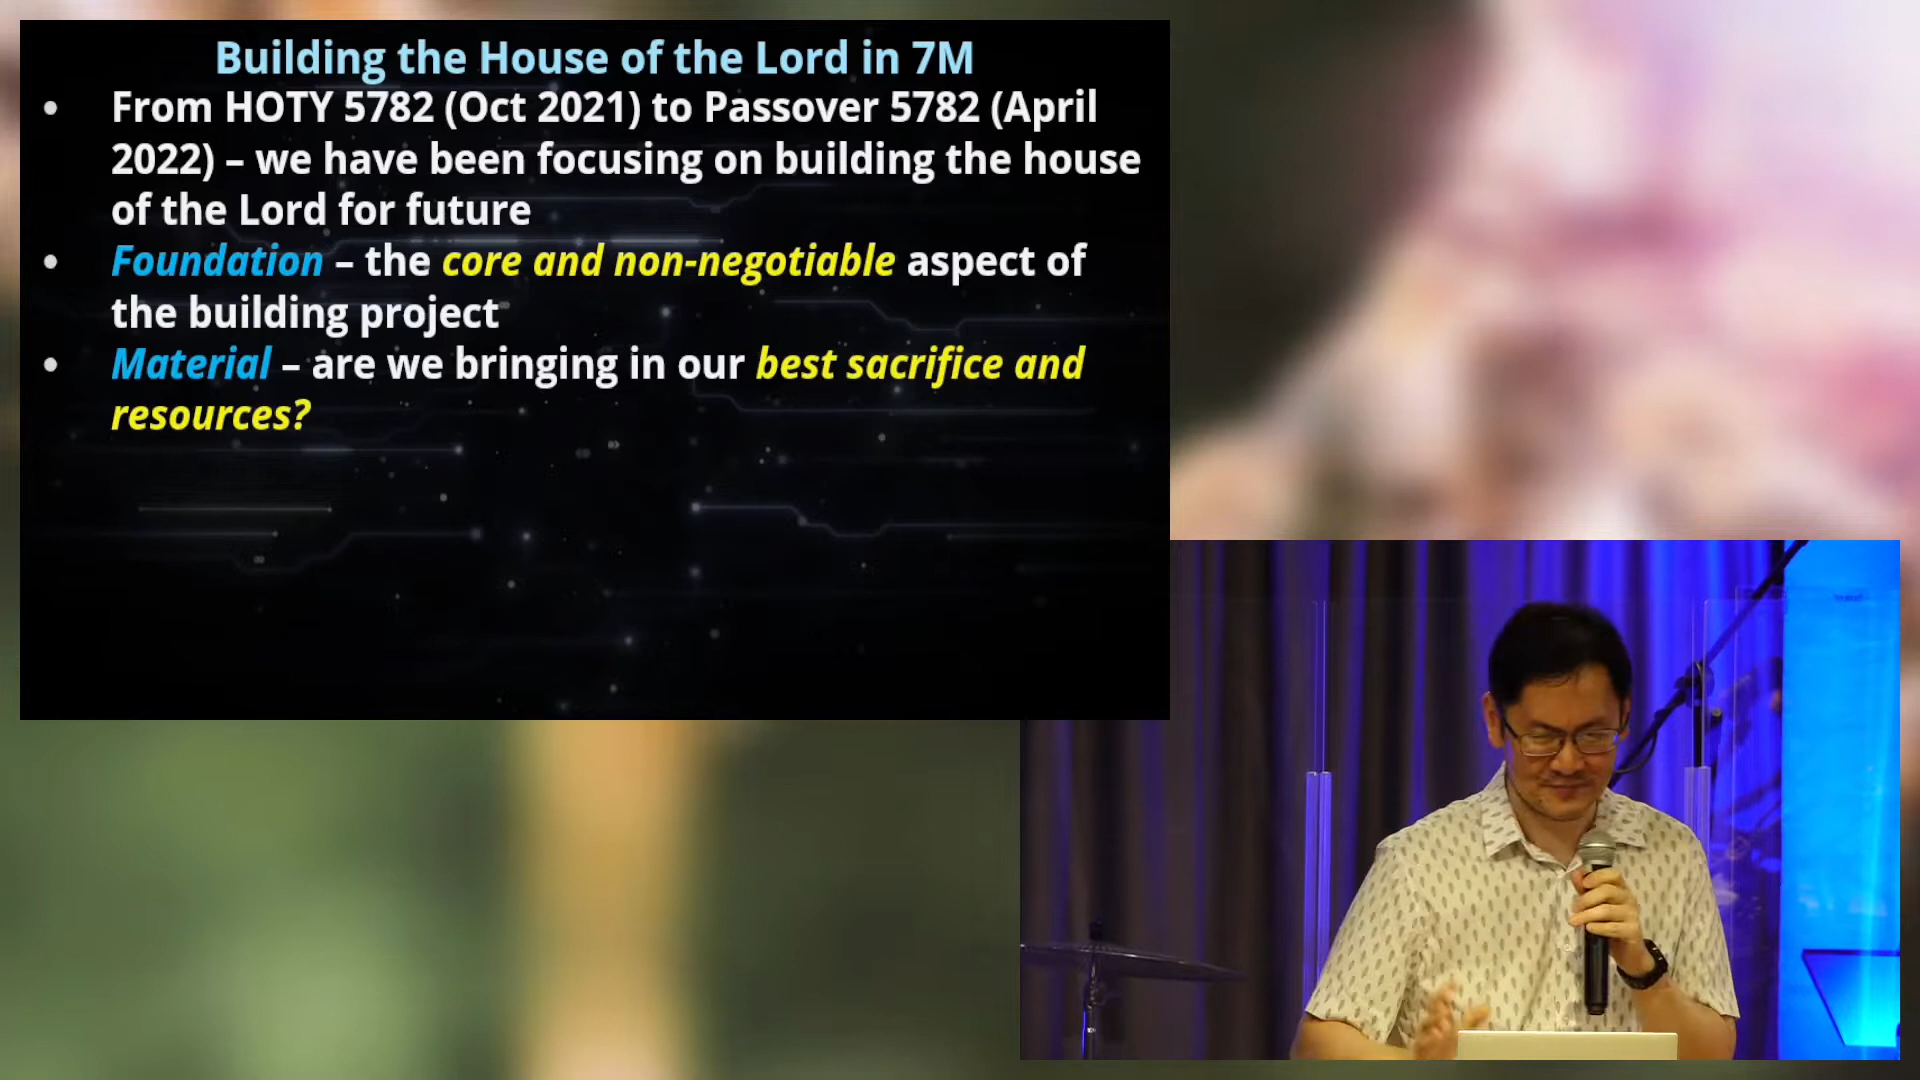 Building the House of the Lord in 7M
• From HOTY 5782 (Oct 2021) to Passover 5782 (April
2022) – we have been focusing on building the house
of the Lord for future
• Foundation – the core and non-negotiable aspect of
the building project
• Material – are we bringing in our best sacrifice and
resources?